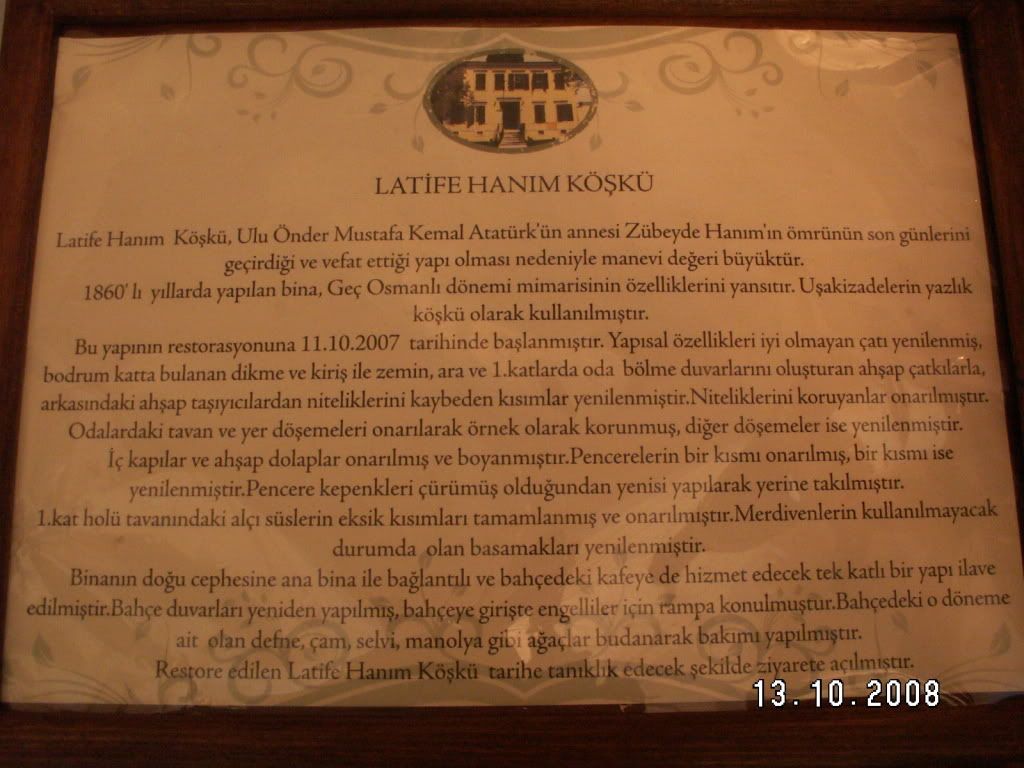 LATİFE HANIM KÖŞKÜ
Latife Hanım Köşkü, Ulu Önder Mustafa Kemal Atatürk'ün annesi Zübeyde Hanım'ın ömrünün son günlerini
geçirdiği ve vefat ettiği yapı olması nedeniyle manevi değeri büyüktür.
1860' lı yıllarda yapılan bina, Geç Osmanlı dönemi mimarisinin özelliklerini yansıtır. Uşakizadelerin yazlık
köşkü olarak kullanılmıştır.
Bu yapının restorasyonuna 11.10.2007 tarihinde başlanmıştır. Yapısal özellikleri iyi olmayan çatı yenilenmiş,
bodrum katta bulanan dikme ve kiriş ile zemin, ara ve 1.katlarda oda bölme duvarlarını oluşturan ahşap çatkılarla,
arkasındaki ahşap taşıyıcılardan niteliklerini kaybeden kısımlar yenilenmiştir.Niteliklerini koruyanlar onarılmıştır.
Odalardaki tavan ve yer döşemeleri onarılarak örnek olarak korunmuş, diğer döşemeler ise yenilenmiştir.
İç kapılar ve ahşap dolaplar onarılmış ve boyanmıştır.Pencerelerin bir kısmı onarılmış, bir kısmı ise
yenilenmiştir.Pencere kepenkleri çürümüş olduğundan yenisi yapılarak yerine takılmıştır.
1.kat holü tavanındaki alçı süslerin eksik kısımları tamamlanmış ve onarılmıştır.Merdivenlerin kullanılmayacak
durumda olan basamakları yenilenmiştir.
Binanın doğu cephesine ana bina ile bağlantılı ve bahçedeki kafeye de hizmet edecek tek katlı bir yapı ilave
edilmiştir.Bahçe duvarları yeniden yapılmış, bahçeye girişte engelliler için rampa konulmuştur.Bahçedeki o döneme
ait olan defne, çam, selvi, manolya gibi ağaçlar budanarak bakımı yapılmıştır.
Restore edilen Latife Hanım Köşkü tarihe tanıklık edecek şekilde ziyarete açılmıştır.
13.10.2008